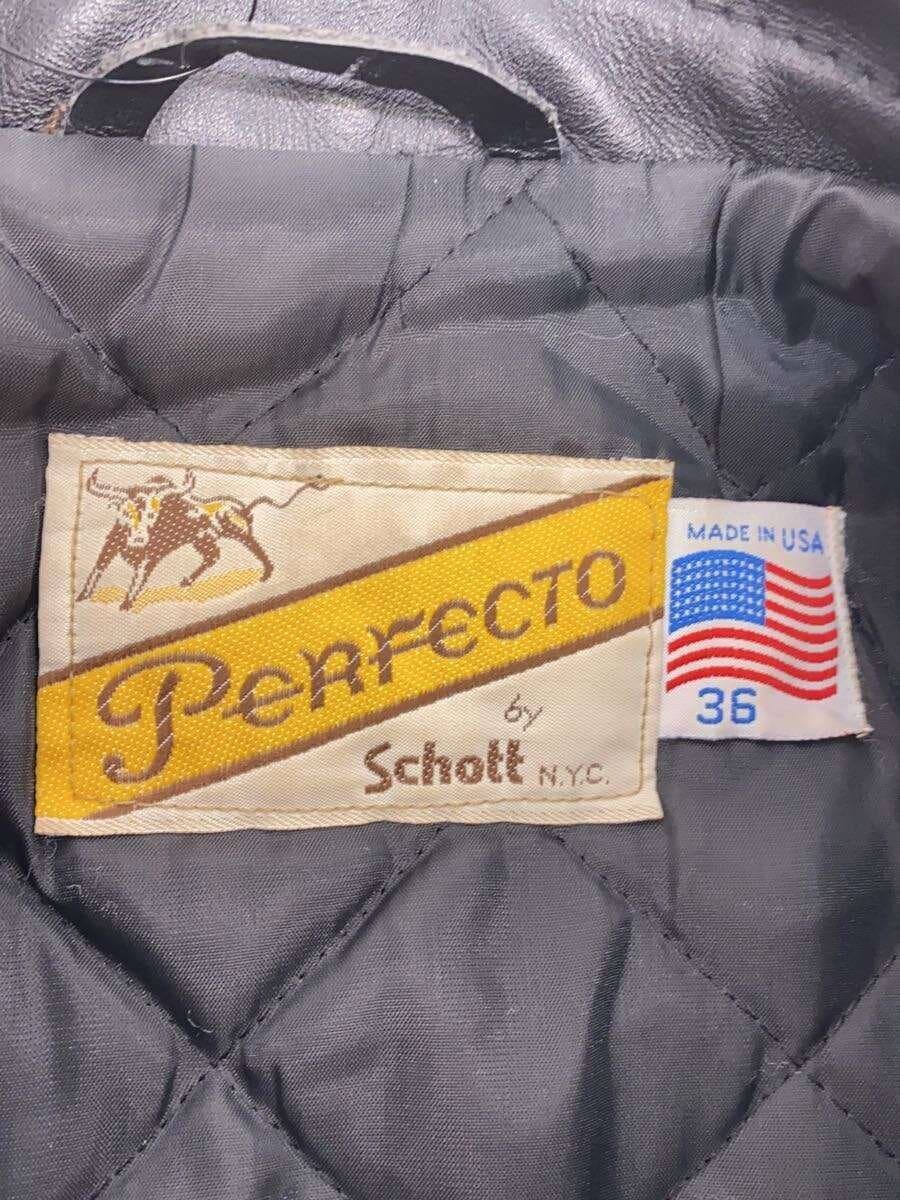 PERFECTO
by
Schott N.Y.C.
MADE IN USA
36